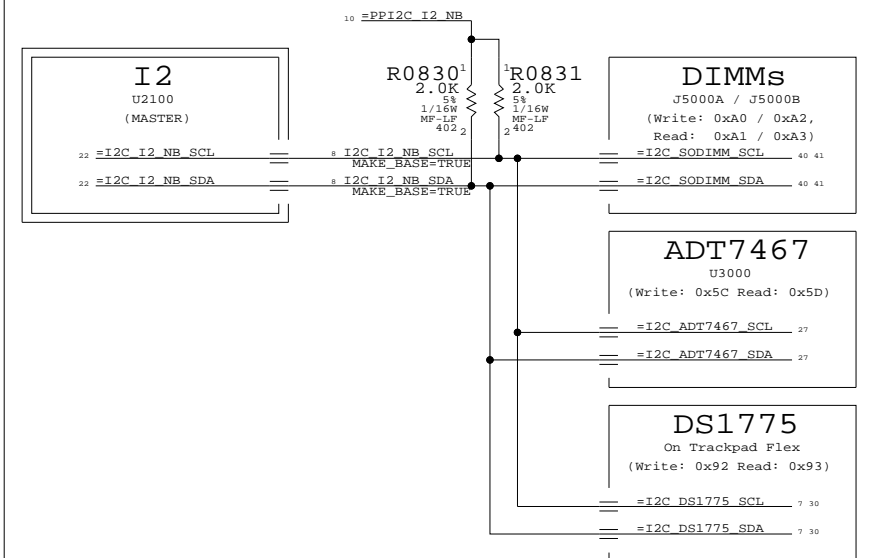 10 =PPI2C_I2_NB
I2
U2100
(MASTER)
22 =I2C_I2_NB_SCL
22 =I2C_I2_NB_SDA
R0830 1
2.0K
5%
1/16W
MF-LF
402 2
1 R0831
2.0K
5%
1/16W
MF-LF
2 402
8 I2C_I2_NB_SCL
MAKE_BASE=TRUE
8 I2C_I2_NB_SDA
MAKE_BASE=TRUE
DIMMs
J5000A / J5000B
(Write: 0xA0 / 0xA2,
Read: 0xA1 / 0xA3)
=I2C_SODIMM_SCL 40 41
=I2C_SODIMM_SDA 40 41
ADT7467
U3000
(Write: 0x5C Read: 0x5D)
=I2C_ADT7467_SCL 27
=I2C_ADT7467_SDA 27
DS1775
On Trackpad Flex
(Write: 0x92 Read: 0x93)
=I2C_DS1775_SCL 7 30
=I2C_DS1775_SDA 7 30